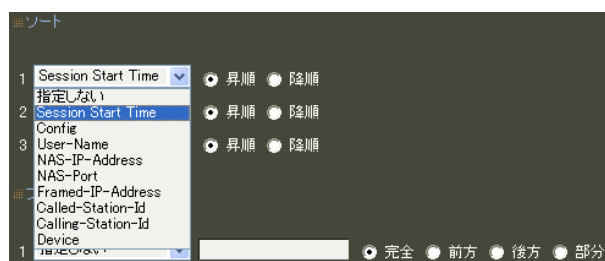 ソート
1 Session Start Time 昇順 降順
指定しない
2 Session Start Time 昇順 降順
Config
3 User-Name 昇順 降順
NAS-IP-Address
NAS-Port
Framed-IP-Address
Called-Station-Id
Calling-Station-Id
Device
1 指定しない 完全 前方 後方 部分